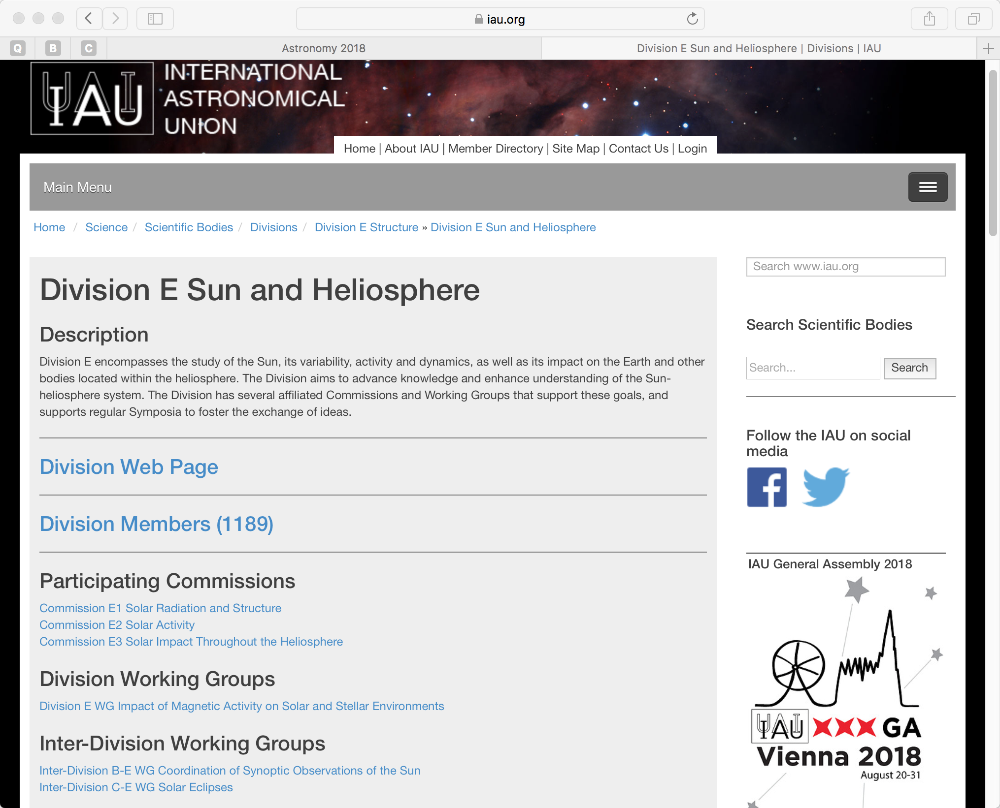 iau.org
Q
B
C
Astronomy 2018
Division E Sun and Heliosphere | Divisions | IAU
IAU
INTERNATIONAL
ASTRONOMICAL
UNION
Home | About IAU | Member Directory | Site Map | Contact Us | Login
Main Menu
Home / Science / Scientific Bodies / Divisions / Division E Structure » Division E Sun and Heliosphere
Division E Sun and Heliosphere
Description
Division E encompasses the study of the Sun, its variability, activity and dynamics, as well as its impact on the Earth and other
bodies located within the heliosphere. The Division aims to advance knowledge and enhance understanding of the Sun-
heliosphere system. The Division has several affiliated Commissions and Working Groups that support these goals, and
supports regular Symposia to foster the exchange of ideas.
Division Web Page
Division Members (1189)
Participating Commissions
Commission E1 Solar Radiation and Structure
Commission E2 Solar Activity
Commission E3 Solar Impact Throughout the Heliosphere
Division Working Groups
Division E WG Impact of Magnetic Activity on Solar and Stellar Environments
Inter-Division Working Groups
Inter-Division B-E WG Coordination of Synoptic Observations of the Sun
Inter-Division C-E WG Solar Eclipses
Search www.iau.org
Search Scientific Bodies
Search...
Search
Follow the IAU on social
media
IAU General Assembly 2018
IAU XXX GA
Vienna 2018
August 20-31